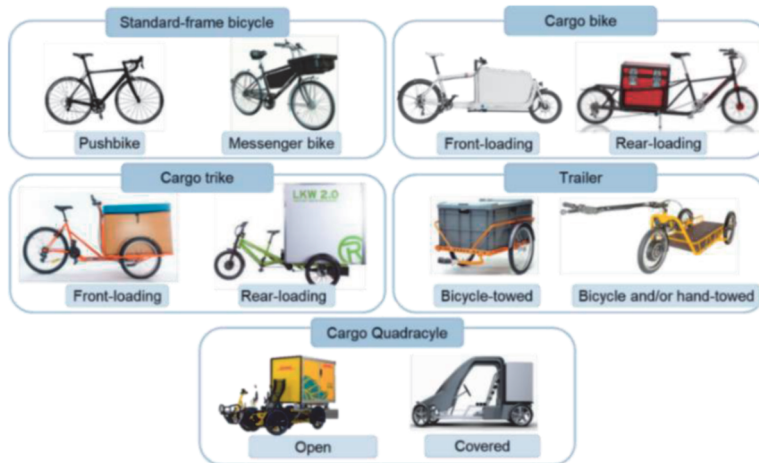 Standard-frame bicycle
Cargo bike
Pushbike
Messenger bike
Front-loading
Rear-loading
Cargo trike
Trailer
LKW 2.0
Front-loading
Rear-loading
Bicycle-towed
Bicycle and/or hand-towed
Cargo Quadracyle
Open
Covered